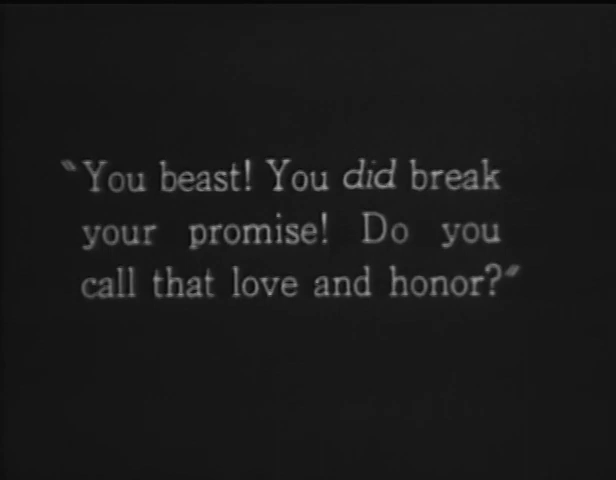 "You beast! You did break
your promise! Do you
call that love and honor?"